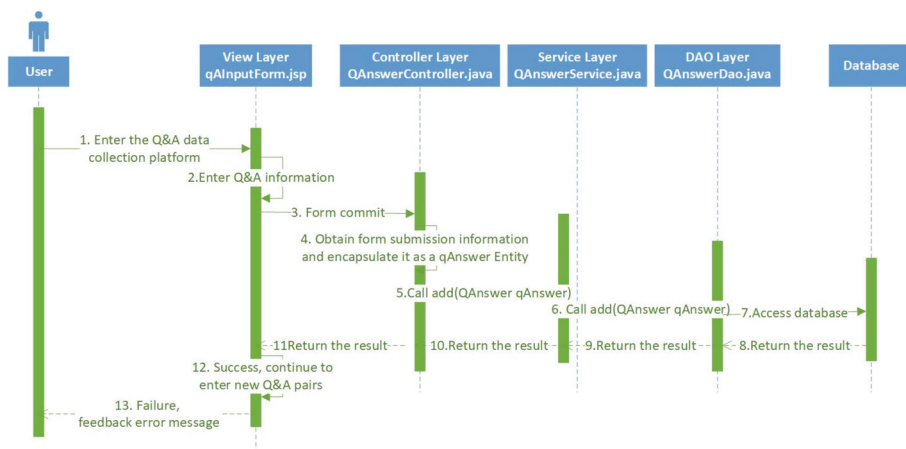 User
View Layer
qAInputForm.jsp
Controller Layer
QAnswerController.java
Service Layer
QAnswerService.java
DAO Layer
QAnswerDao.java
Database
1. Enter the Q&A data
collection platform
2.Enter Q&A information
3. Form commit
4. Obtain form submission information
and encapsulate it as a qAnswer Entity
5.Call add(QAnswer qAnswer)
6. Call add(QAnswer qAnswer)
7.Access database
11Return the result
10.Return the result
9.Return the result
8.Return the result
12. Success, continue to
enter new Q&A pairs
13. Failure,
feedback error message